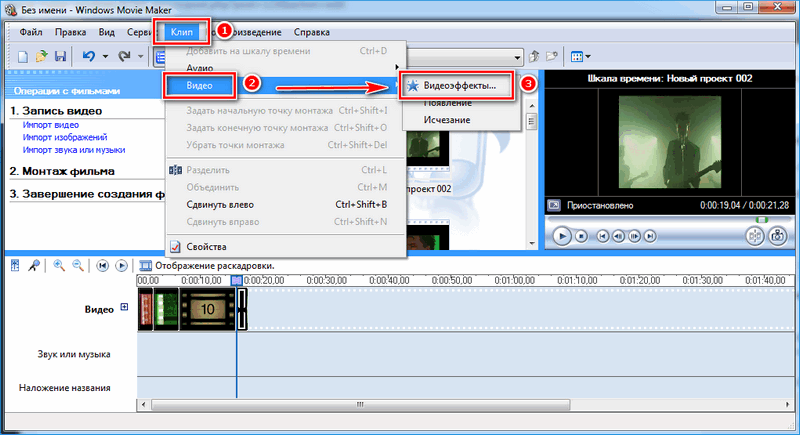 Без имени - Windows Movie Maker
Файл Правка Вид Сервис Клип 1 Воспроизведение Справка
Добавить на шкалу времени Ctrl+D
Аудио
Видео 2
Видеоэффекты... 3
Появление
Исчезание
Задать начальную точку монтажа Ctrl+Shift+I
Задать конечную точку монтажа Ctrl+Shift+O
Убрать точки монтажа Ctrl+Shift+Del
Разделить Ctrl+L
Объединить Ctrl+M
Сдвинуть влево Ctrl+Shift+B
Сдвинуть вправо Ctrl+Shift+N
Свойства
Операции с фильмами
1. Запись видео
Импорт видео
Импорт изображений
Импорт звука или музыки
2. Монтаж фильма
3. Завершение создания ф
проект 002
Шкала времени: Новый проект 002
Приостановлено 0:00:19,04 / 0:00:21,28
Отображение раскадровки.
00,00 0:00:10,00 0:00:20,00 0:00:30,00 0:00:40,00 0:00:50,00 0:01:00,00 0:01:10,00 0:01:20,00 0:01:30,00 0:01:40,00
Видео
10
Звук или музыка
Наложение названия